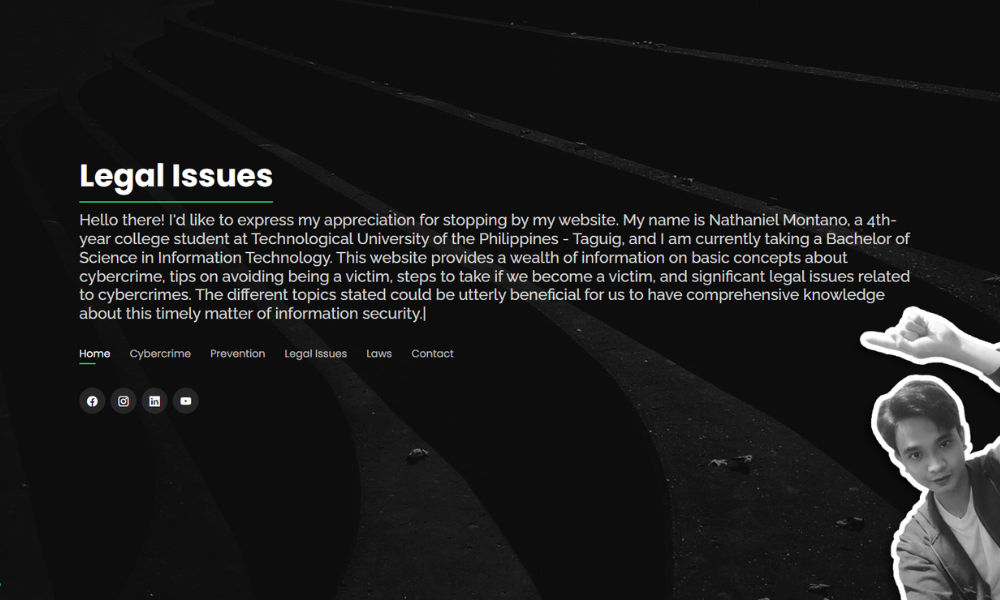 Legal Issues
Hello there! I'd like to express my appreciation for stopping by my website. My name is Nathaniel Montano, a 4th-
year college student at Technological University of the Philippines - Taguig, and I am currently taking a Bachelor of
Science in Information Technology. This website provides a wealth of information on basic concepts about
cybercrime, tips on avoiding being a victim, steps to take if we become a victim, and significant legal issues related
to cybercrimes. The different topics stated could be utterly beneficial for us to have comprehensive knowledge
about this timely matter of information security.|
Home Cybercrime Prevention Legal Issues Laws Contact